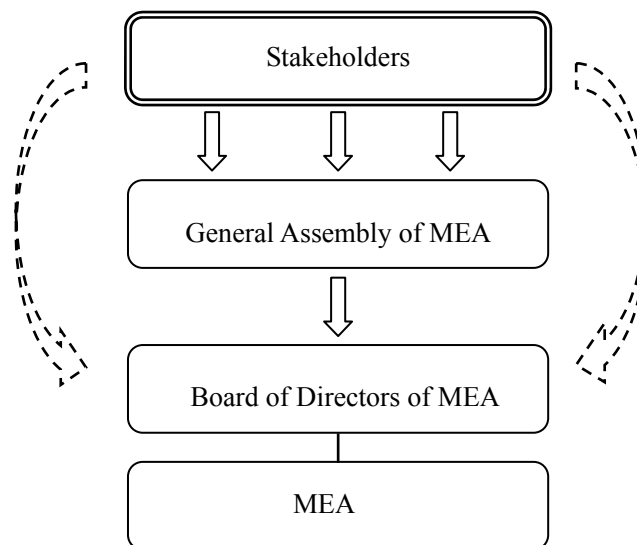 Stakeholders
General Assembly of MEA
Board of Directors of MEA
MEA